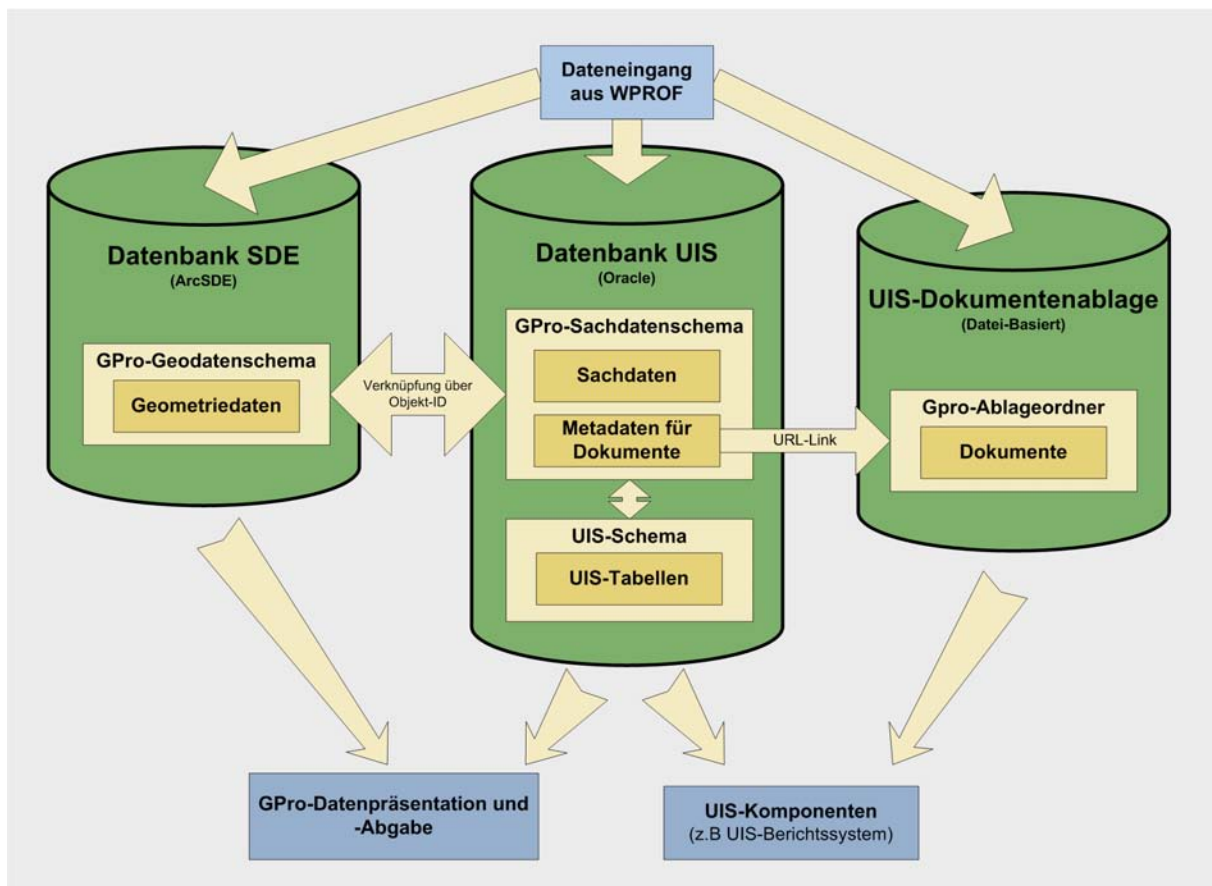 Dateneingang
aus WPROF
Datenbank SDE
(ArcSDE)
GPro-Geodatenschema
Geometriedaten
Verknüpfung über
Objekt-ID
Datenbank UIS
(Oracle)
GPro-Sachdatenschema
Sachdaten
Metadaten für
Dokumente
URL-Link
UIS-Schema
UIS-Tabellen
UIS-Dokumentenablage
(Datei-Basiert)
Gpro-Ablageordner
Dokumente
GPro-Datenpräsentation und
-Abgabe
UIS-Komponenten
(z.B UIS-Berichtssystem)